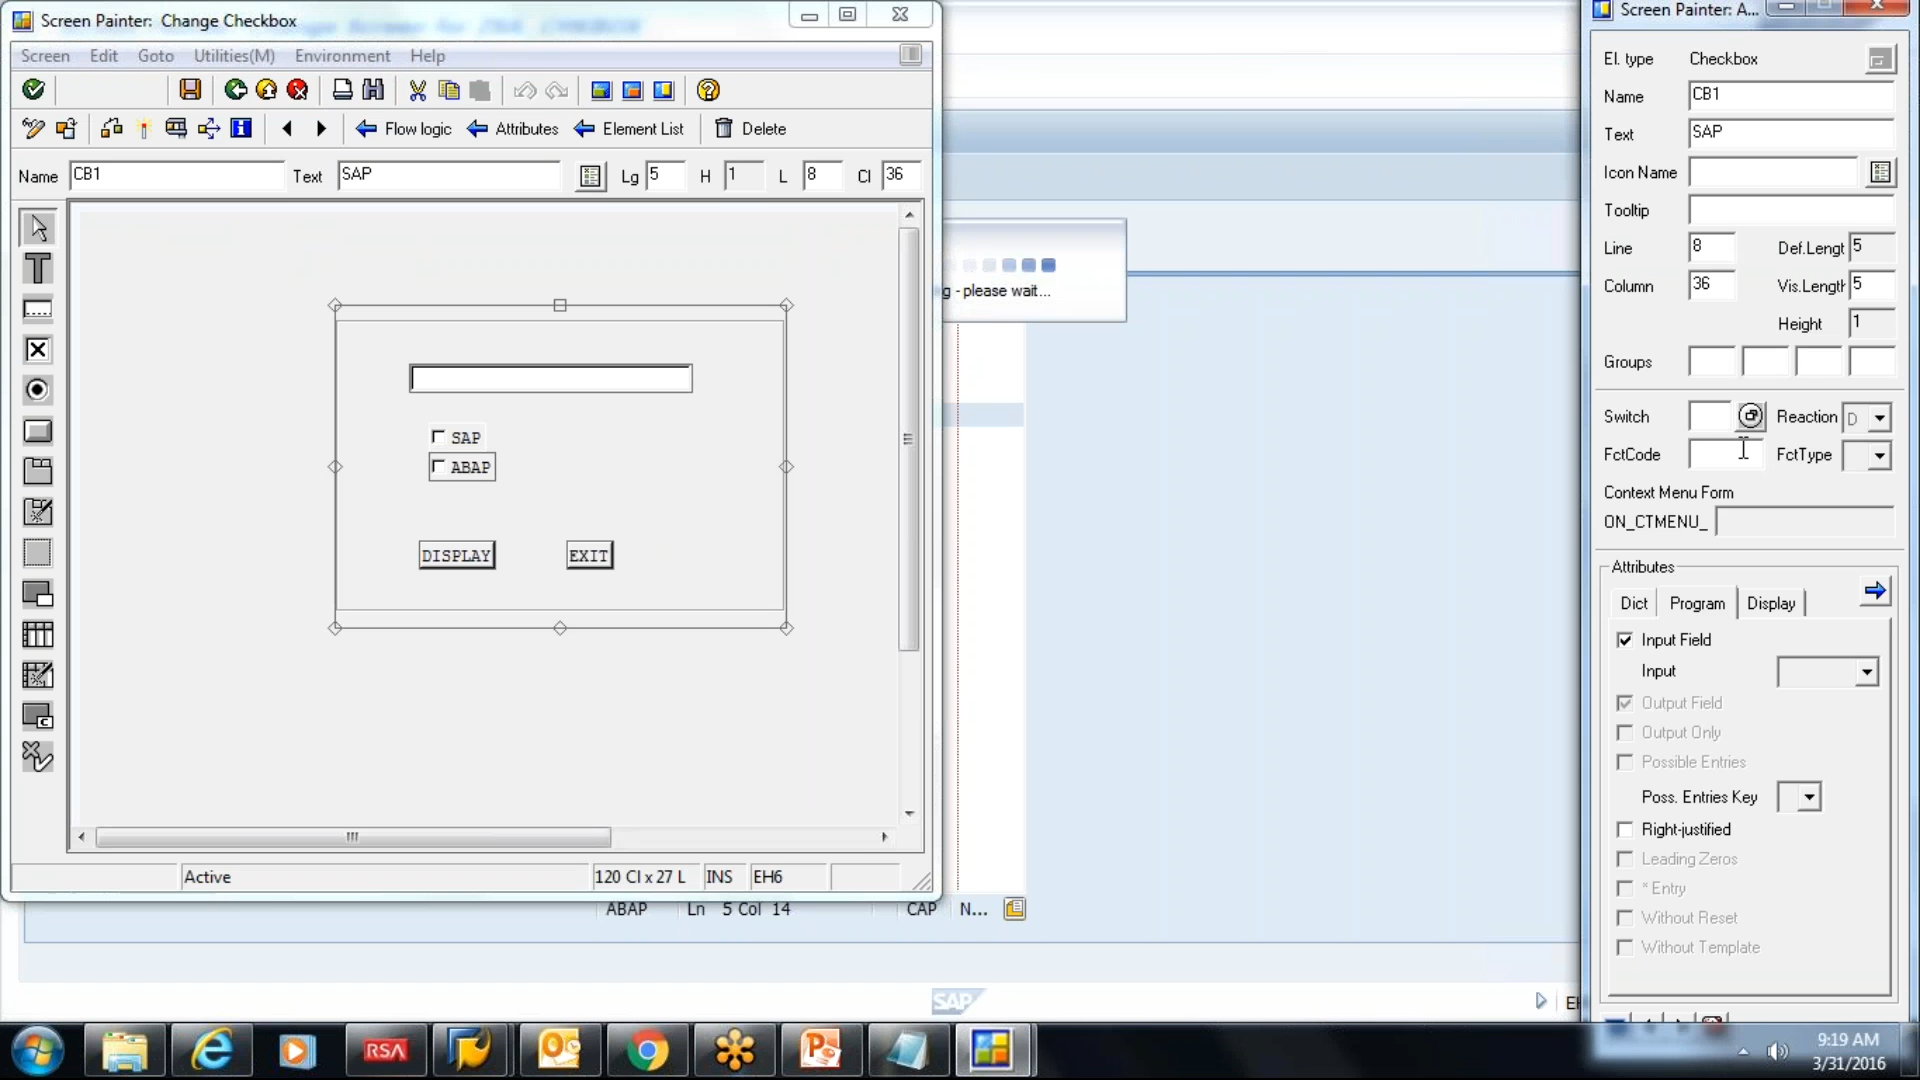 Screen Painter:  Change Checkbox
Screen Edit Goto Utilities(M) Environment Help
Flow logic Attributes Element List Delete
Name CB1 Text SAP Lg 5 H 1 L 8 Cl 36
SAP
ABAP
DISPLAY EXIT
Active 120 Cl x 27 L INS EH6
g - please wait...
ABAP Ln 5 Col 14 CAP N...
SAP
Screen Painter: A...
El. type Checkbox
Name CB1
Text SAP
Icon Name
Tooltip
Line 8 Def.Lengt 5
Column 36 Vis.Length 5
Height 1
Groups
Switch Reaction D
FctCode FctType
Context Menu Form
ON_CTMENU_
Attributes
Dict Program Display
Input Field
Input
Output Field
Output Only
Possible Entries
Poss. Entries Key
Right-justified
Leading Zeros
* Entry
Without Reset
Without Template
RSA
9:19 AM
3/31/2016